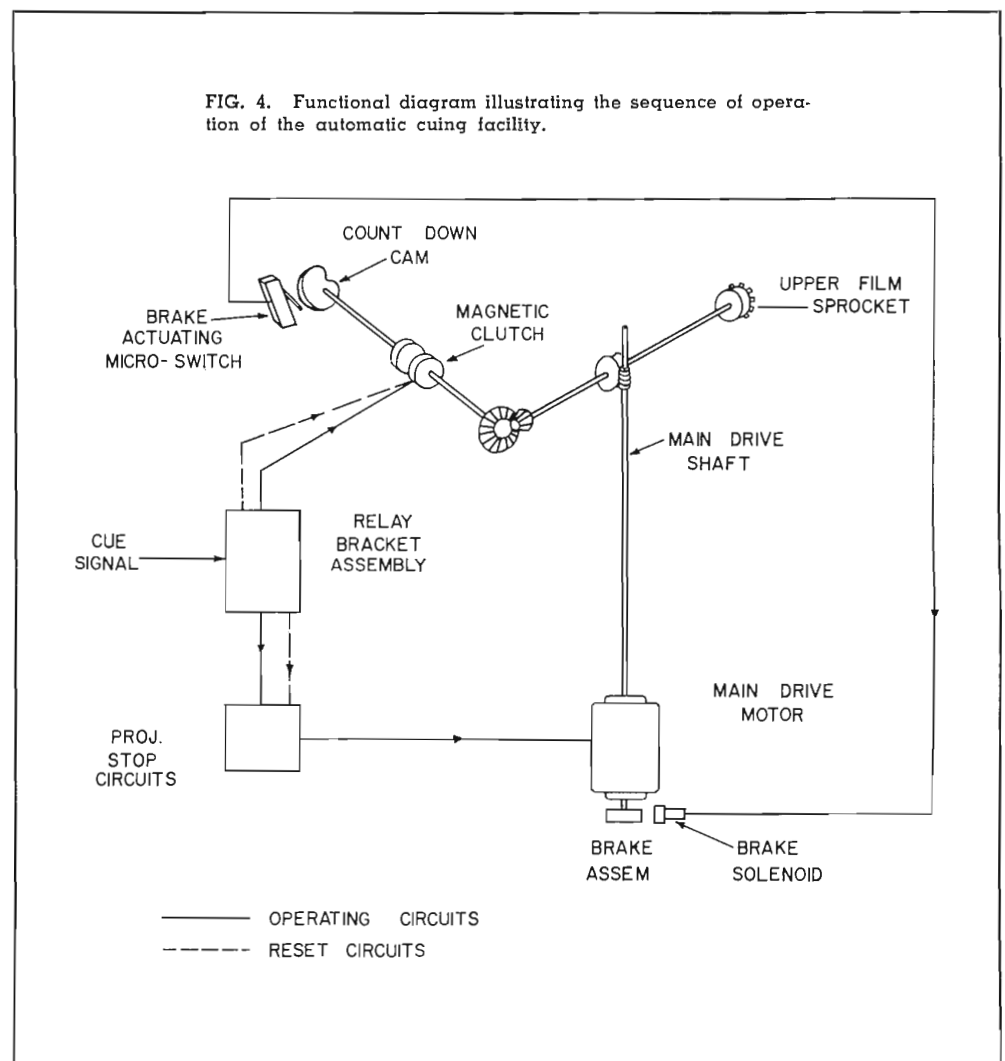 FIG. 4. Functional diagram illustrating the sequence of opera-
tion of the automatic cuing facility.
COUNT DOWN
CAM
UPPER FILM
SPROCKET
BRAKE
ACTUATING
MICRO-SWITCH
MAGNETIC
CLUTCH
MAIN DRIVE
SHAFT
CUE
SIGNAL
RELAY
BRACKET
ASSEMBLY
MAIN DRIVE
MOTOR
PROJ.
STOP
CIRCUITS
BRAKE
ASSEM
BRAKE
SOLENOID
OPERATING CIRCUITS
RESET CIRCUITS